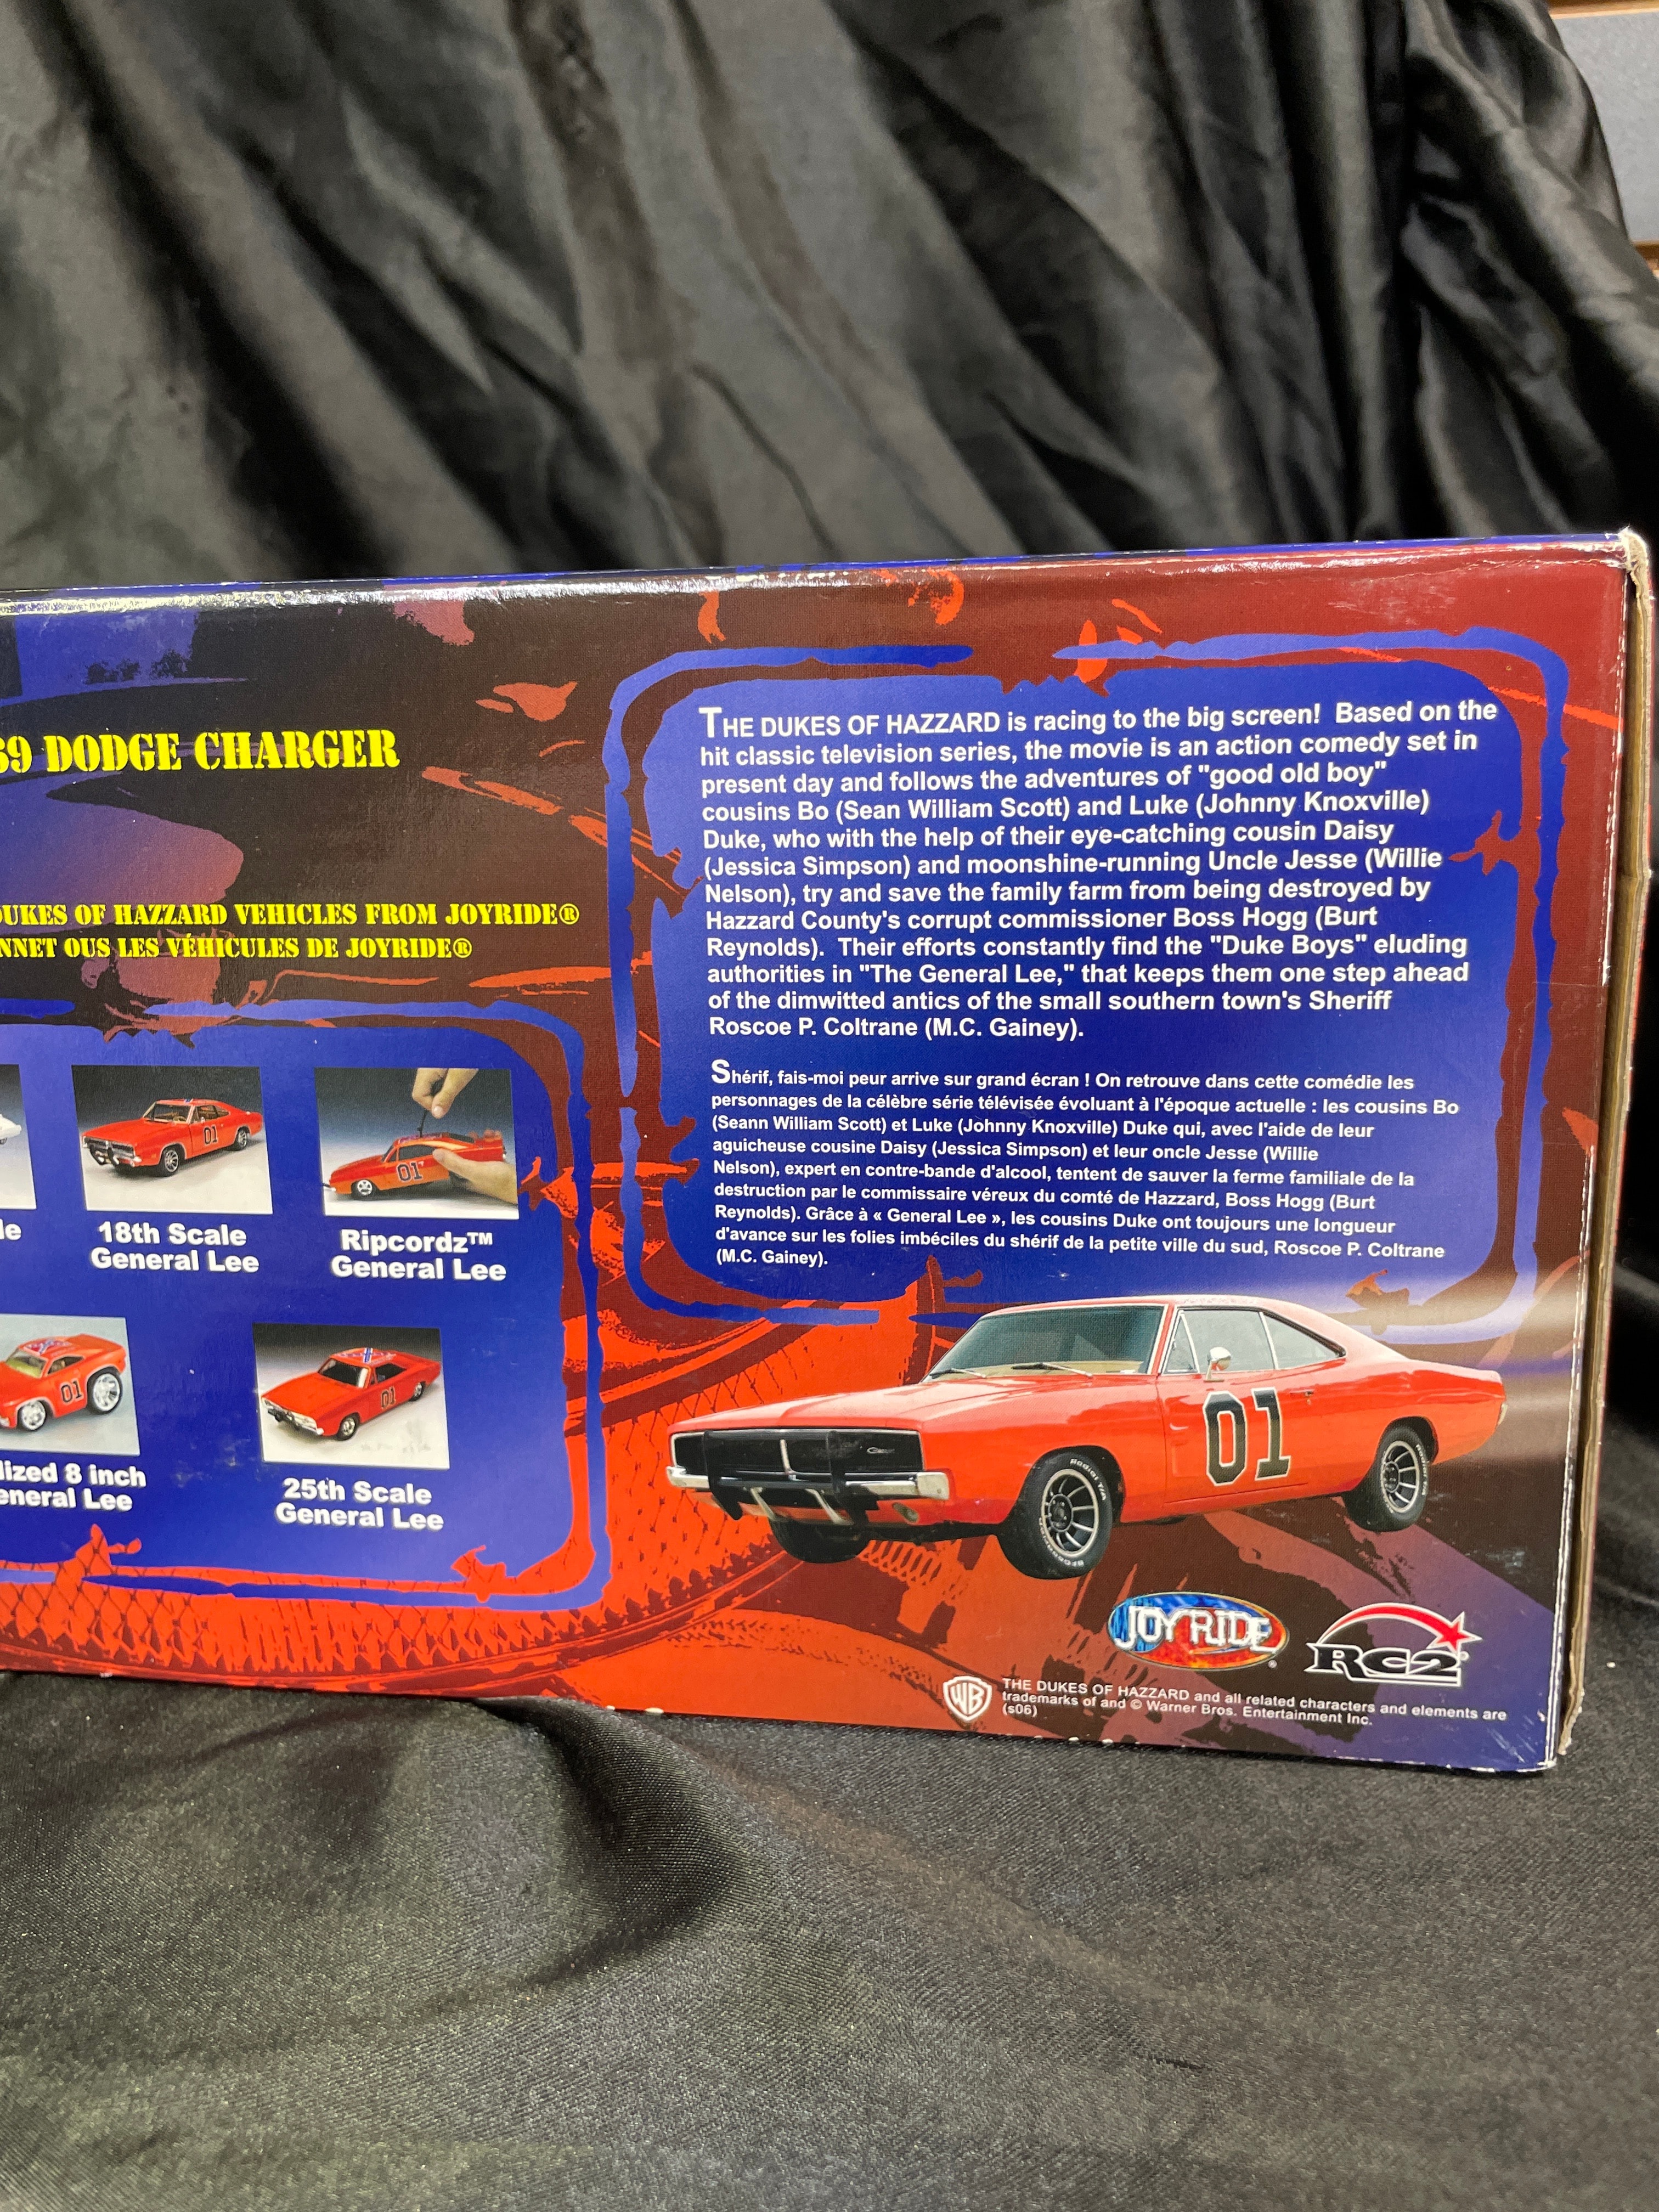 69 DODGE CHARGER
DUKES OF HAZZARD VEHICLES FROM JOYRIDE®
NNET OUS LES VÉHICULES DE JOYRIDE®
le
18th Scale
General Lee
Ripcordz™
General Lee
lized 8 inch
eneral Lee
25th Scale
General Lee
THE DUKES OF HAZZARD is racing to the big screen! Based on the
hit classic television series, the movie is an action comedy set in
present day and follows the adventures of "good old boy"
cousins Bo (Sean William Scott) and Luke (Johnny Knoxville)
Duke, who with the help of their eye-catching cousin Daisy
(Jessica Simpson) and moonshine-running Uncle Jesse (Willie
Nelson), try and save the family farm from being destroyed by
Hazzard County's corrupt commissioner Boss Hogg (Burt
Reynolds). Their efforts constantly find the "Duke Boys" eluding
authorities in "The General Lee," that keeps them one step ahead
of the dimwitted antics of the small southern town's Sheriff
Roscoe P. Coltrane (M.C. Gainey).
Shérif, fais-moi peur arrive sur grand écran ! On retrouve dans cette comédie les
personnages de la célèbre série télévisée évoluant à l'époque actuelle : les cousins Bo
(Seann William Scott) et Luke (Johnny Knoxville) Duke qui, avec l'aide de leur
aguicheuse cousine Daisy (Jessica Simpson) et leur oncle Jesse (Willie
Nelson), expert en contre-bande d'alcool, tentent de sauver la ferme familiale de la
destruction par le commissaire véreux du comté de Hazzard, Boss Hogg (Burt
Reynolds). Grâce à « General Lee », les cousins Duke ont toujours une longueur
d'avance sur les folies imbéciles du shérif de la petite ville du sud, Roscoe P. Coltrane
(M.C. Gainey).
01
01
01
01
01
Radial T/A
JOYRIDE®
RC2®
WB
THE DUKES OF HAZZARD and all related characters and elements are
trademarks of and © Warner Bros. Entertainment Inc.
(s06)